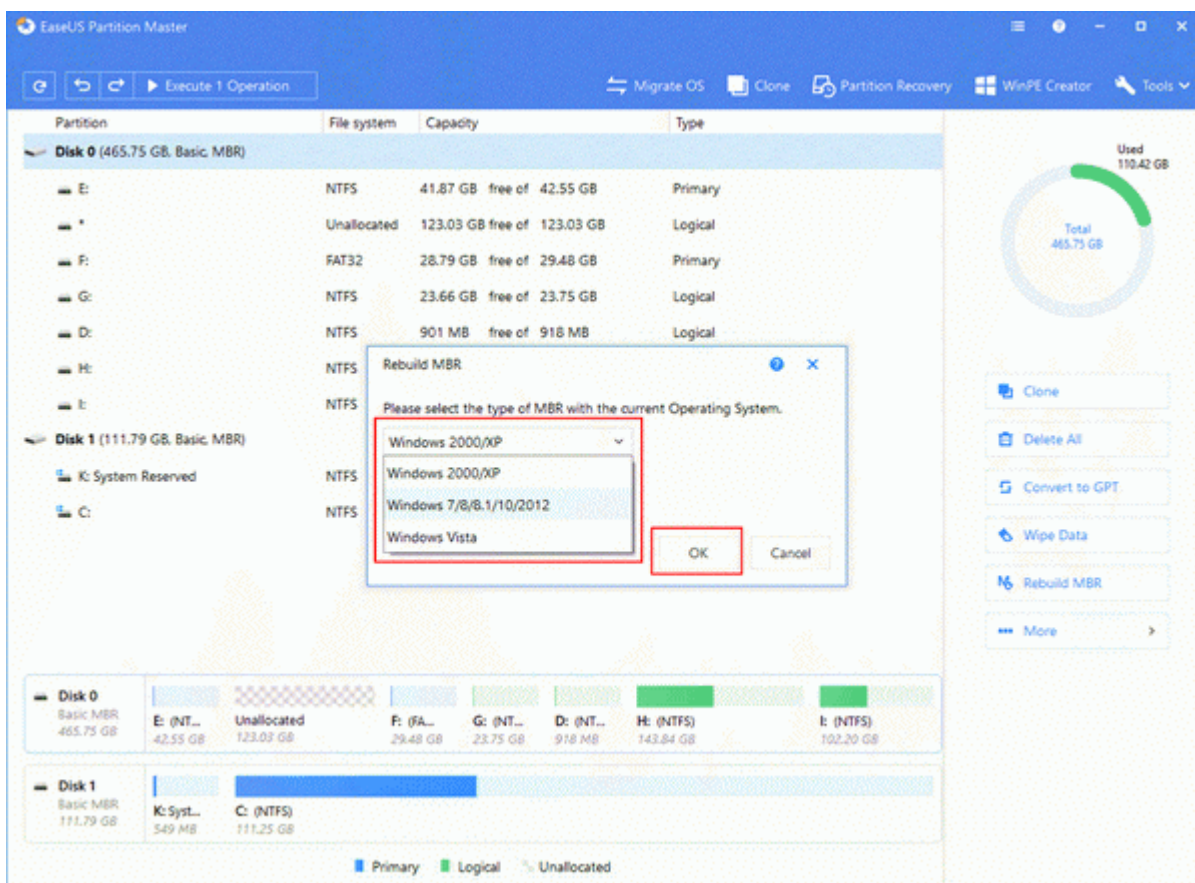 EaseUS Partition Master
Execute 1 Operation
Migrate OS Clone Partition Recovery WinPE Creator Tools
Partition File system Capacity Type
Disk 0 (465.75 GB, Basic, MBR)
E: NTFS 41.87 GB free of 42.55 GB Primary
* Unallocated 123.03 GB free of 123.03 GB Logical
F: FAT32 28.79 GB free of 29.48 GB Primary
G: NTFS 23.66 GB free of 23.75 GB Logical
D: NTFS 901 MB free of 918 MB Logical
H: NTFS
I: NTFS
Disk 1 (111.79 GB, Basic, MBR)
K: System Reserved NTFS
C: NTFS
Rebuild MBR
Please select the type of MBR with the current Operating System.
Windows 2000/XP
Windows 2000/XP
Windows 7/8/8.1/10/2012
Windows Vista
OK Cancel
Used
110.42 GB
Total
465.75 GB
Clone
Delete All
Convert to GPT
Wipe Data
Rebuild MBR
More
Disk 0
Basic MBR
465.75 GB
E: (NT...
42.55 GB
Unallocated
123.03 GB
F: (FA...
29.48 GB
G: (NT...
23.75 GB
D: (NT...
918 MB
H: (NTFS)
143.84 GB
I: (NTFS)
102.20 GB
Disk 1
Basic MBR
111.79 GB
K: Syst...
549 MB
C: (NTFS)
111.25 GB
Primary Logical Unallocated